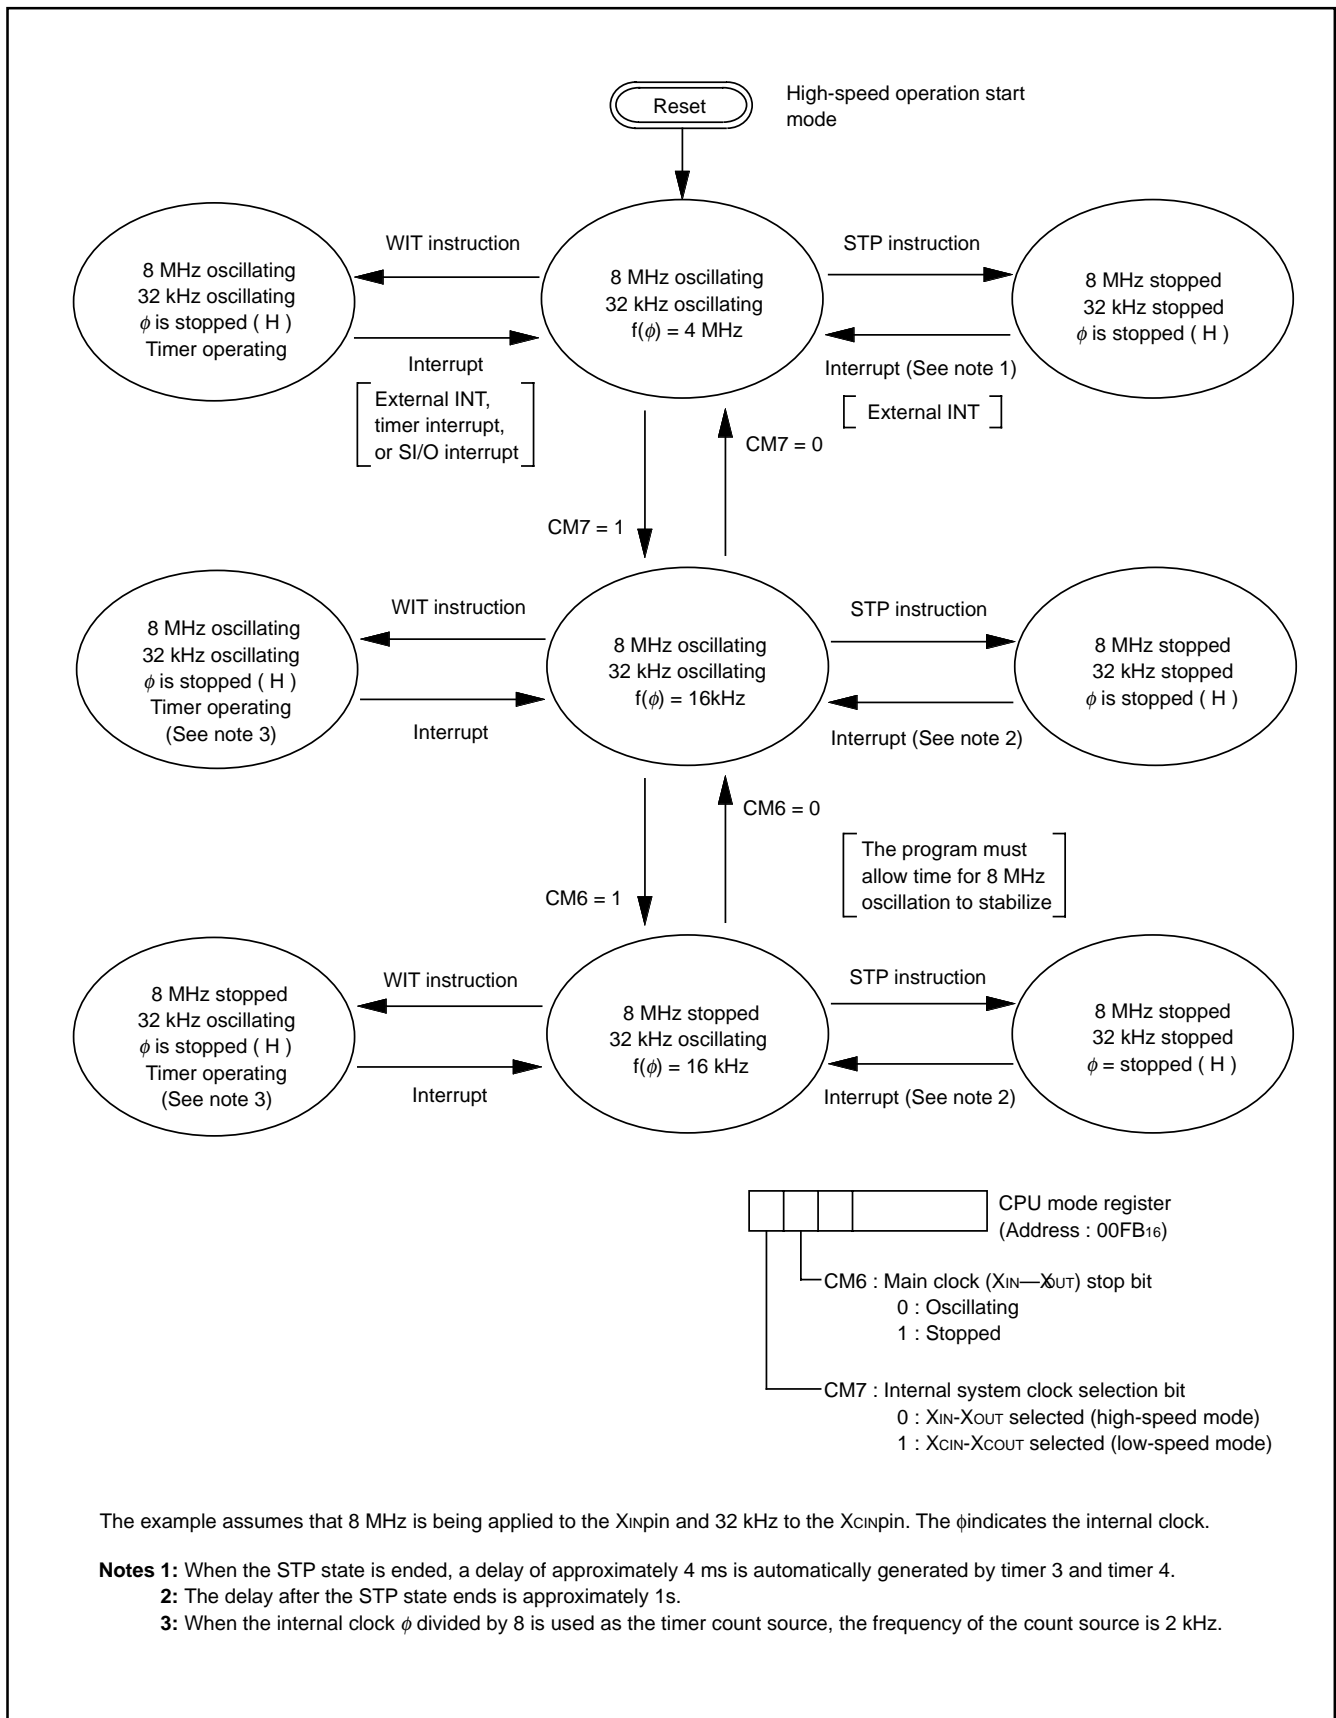 Reset
High-speed operation start
mode
WIT instruction
STP instruction
8 MHz oscillating
32 kHz oscillating
ϕ is stopped ( H )
Timer operating
8 MHz oscillating
32 kHz oscillating
f(ϕ) = 4 MHz
8 MHz stopped
32 kHz stopped
ϕ is stopped ( H )
Interrupt
External INT,
timer interrupt,
or SI/O interrupt
Interrupt (See note 1)
External INT
CM7 = 0
CM7 = 1
WIT instruction
STP instruction
8 MHz oscillating
32 kHz oscillating
ϕ is stopped ( H )
Timer operating
(See note 3)
8 MHz oscillating
32 kHz oscillating
f(ϕ) = 16kHz
8 MHz stopped
32 kHz stopped
ϕ is stopped ( H )
Interrupt
Interrupt (See note 2)
CM6 = 0
The program must
allow time for 8 MHz
oscillation to stabilize
CM6 = 1
WIT instruction
STP instruction
8 MHz stopped
32 kHz oscillating
ϕ is stopped ( H )
Timer operating
(See note 3)
8 MHz stopped
32 kHz oscillating
f(ϕ) = 16 kHz
8 MHz stopped
32 kHz stopped
ϕ = stopped ( H )
Interrupt
Interrupt (See note 2)
CPU mode register
(Address : 00FB16)
CM6 : Main clock (XIN—XOUT) stop bit
0 : Oscillating
1 : Stopped
CM7 : Internal system clock selection bit
0 : XIN-XOUT selected (high-speed mode)
1 : XCIN-XCOUT selected (low-speed mode)
The example assumes that 8 MHz is being applied to the XINpin and 32 kHz to the XCINpin. The ϕindicates the internal clock.
Notes 1: When the STP state is ended, a delay of approximately 4 ms is automatically generated by timer 3 and timer 4.
2: The delay after the STP state ends is approximately 1s.
3: When the internal clock ϕ divided by 8 is used as the timer count source, the frequency of the count source is 2 kHz.